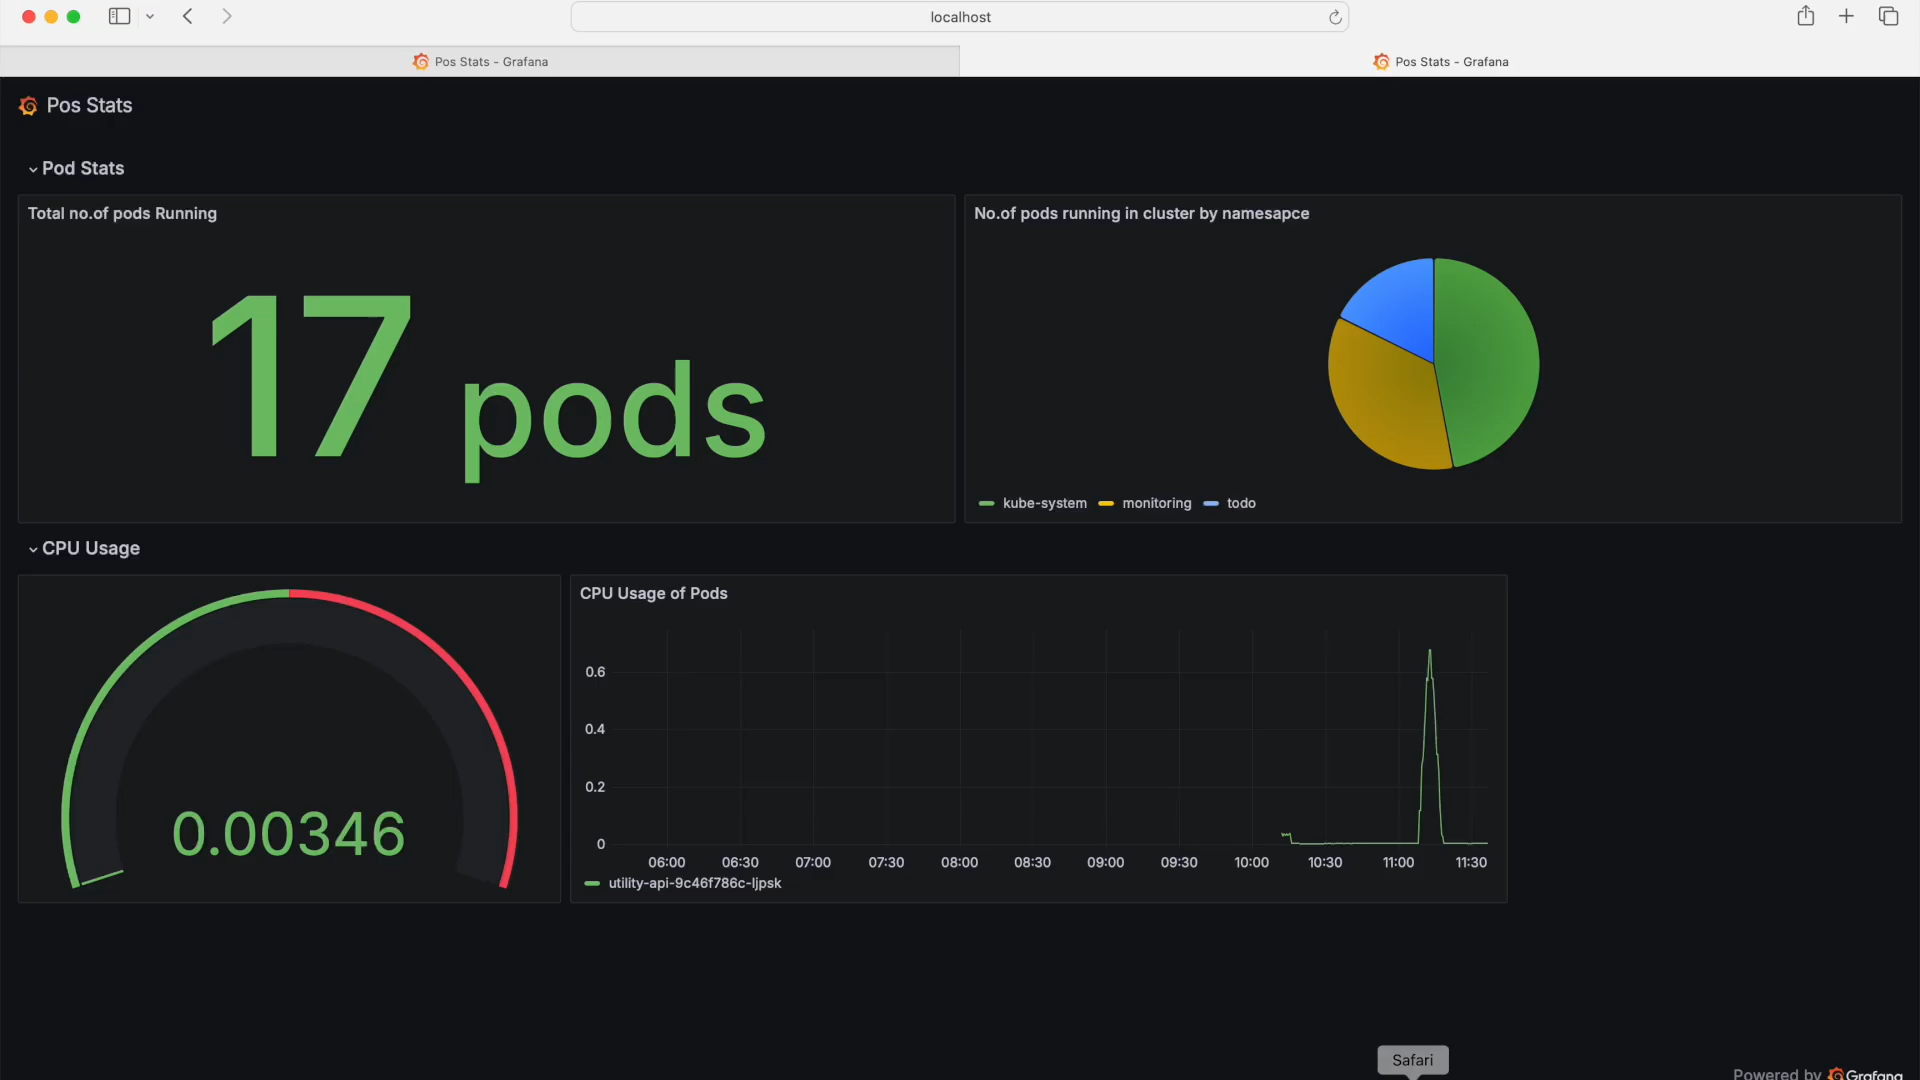 localhost
Pos Stats - Grafana
Pos Stats - Grafana
Pos Stats
Pod Stats
Total no.of pods Running
No.of pods running in cluster by namesapce
17 pods
kube-system monitoring todo
CPU Usage
CPU Usage of Pods
0.6
0.4
0.2
0
0.00346
06:00 06:30 07:00 07:30 08:00 08:30 09:00 09:30 10:00 10:30 11:00 11:30
utility-api-9c46f786c-ljpsk
Safari
Powered by Grafana